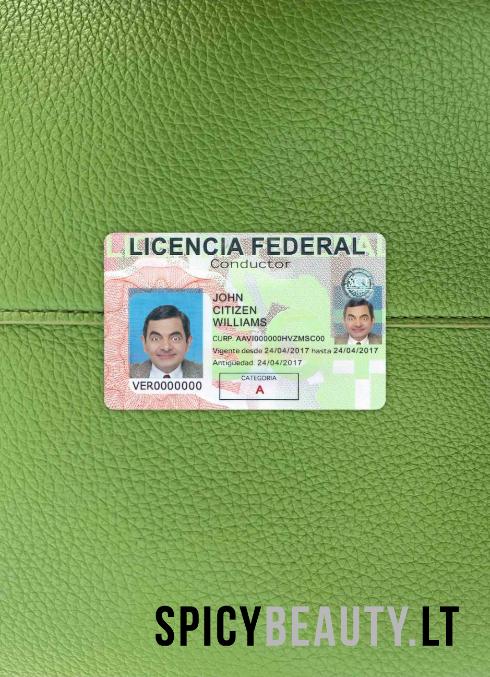 LICENCIA FEDERAL
Conductor
JOHN
CITIZEN
WILLIAMS
CURP. AAVI000000HVZMSC00
Vigente desde 24/04/2017 hasta 24/04/2017
Antigüedad. 24/04/2017
VER0000000
CATEGORIA
A
SPICYBEAUTY.LT